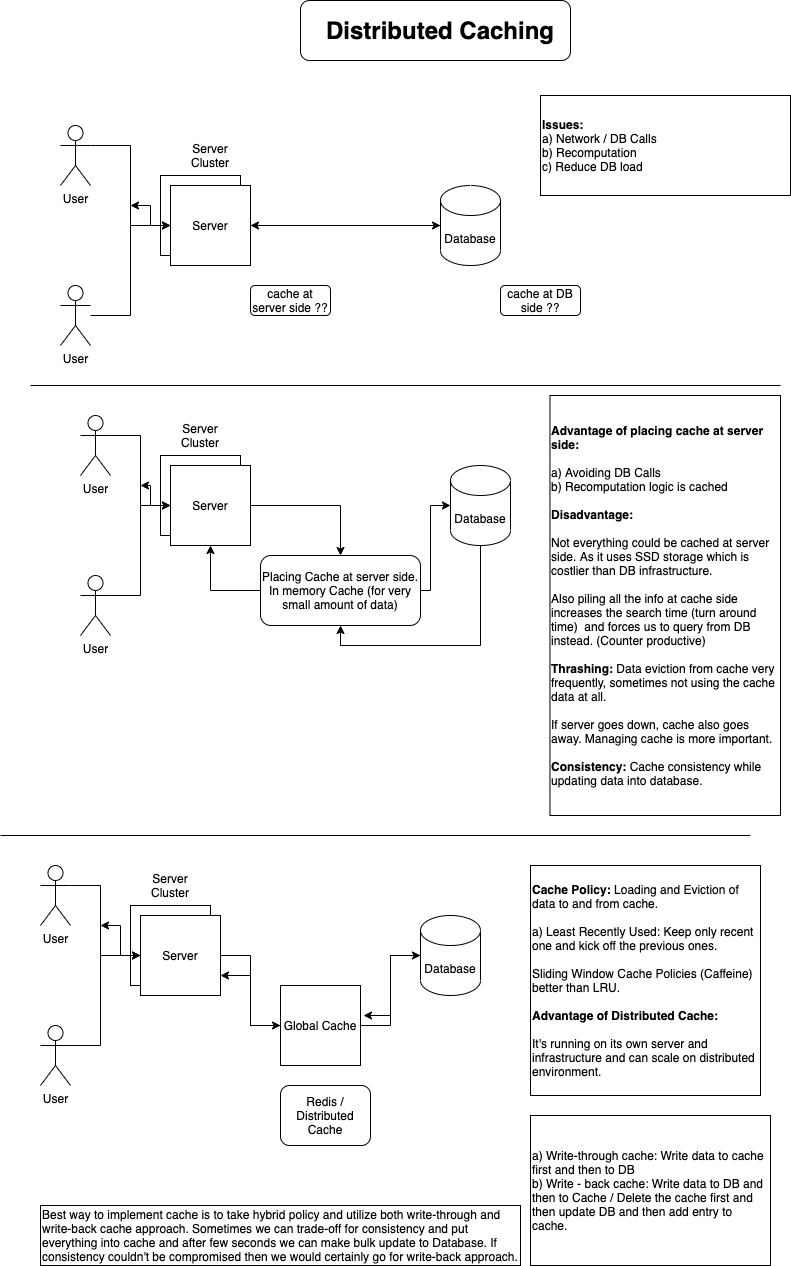 Distributed Caching
Issues:
a) Network / DB Calls
b) Recomputation
c) Reduce DB load
Server
Cluster
User
Server
Database
cache at
server side ??
cache at DB
side ??
User
Server
Cluster
User
Server
Database
Placing Cache at server side.
In memory Cache (for very
small amount of data)
User
Advantage of placing cache at server
side:
a) Avoiding DB Calls
b) Recomputation logic is cached
Disadvantage:
Not everything could be cached at server
side. As it uses SSD storage which is
costlier than DB infrastructure.
Also piling all the info at cache side
increases the search time (turn around
time)  and forces us to query from DB
instead. (Counter productive)
Thrashing: Data eviction from cache very
frequently, sometimes not using the cache
data at all.
If server goes down, cache also goes
away. Managing cache is more important.
Consistency: Cache consistency while
updating data into database.
Server
Cluster
User
Server
Database
Global Cache
User
Redis /
Distributed
Cache
Cache Policy: Loading and Eviction of
data to and from cache.
a) Least Recently Used: Keep only recent
one and kick off the previous ones.
Sliding Window Cache Policies (Caffeine)
better than LRU.
Advantage of Distributed Cache:
It's running on its own server and
infrastructure and can scale on distributed
environment.
a) Write-through cache: Write data to cache
first and then to DB
b) Write - back cache: Write data to DB and
then to Cache / Delete the cache first and
then update DB and then add entry to
cache.
Best way to implement cache is to take hybrid policy and utilize both write-through and
write-back cache approach. Sometimes we can trade-off for consistency and put
everything into cache and after few seconds we can make bulk update to Database. If
consistency couldn't be compromised then we would certainly go for write-back approach.